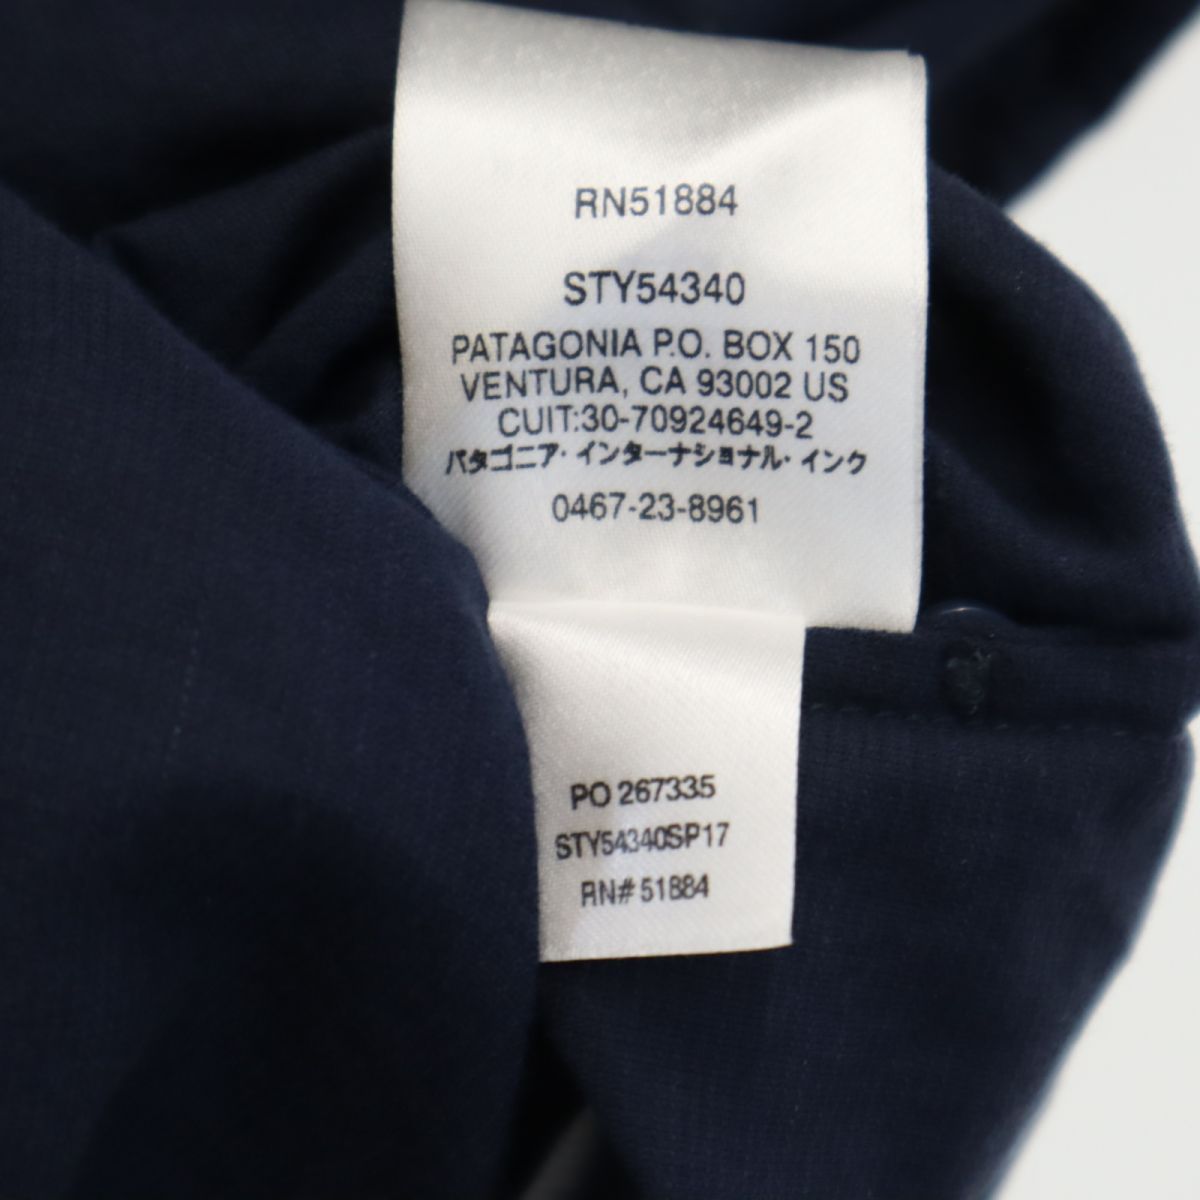 RN51884
STY54340
PATAGONIA P.O. BOX 150
VENTURA, CA 93002 US
CUIT:30-70924649-2
パタゴニア・インターナショナル・インク
0467-23-8961
PO 267335
STY54340SP17
RN# 51884